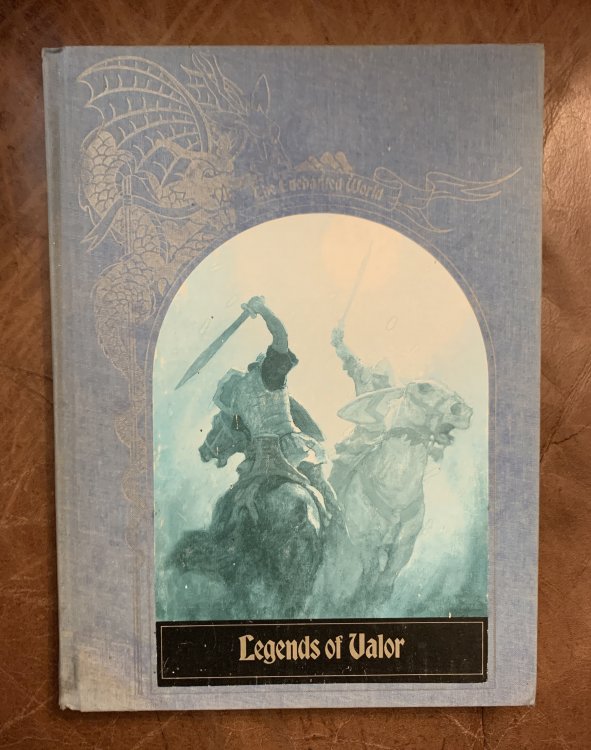 The Enchanted World
Legends of Valor